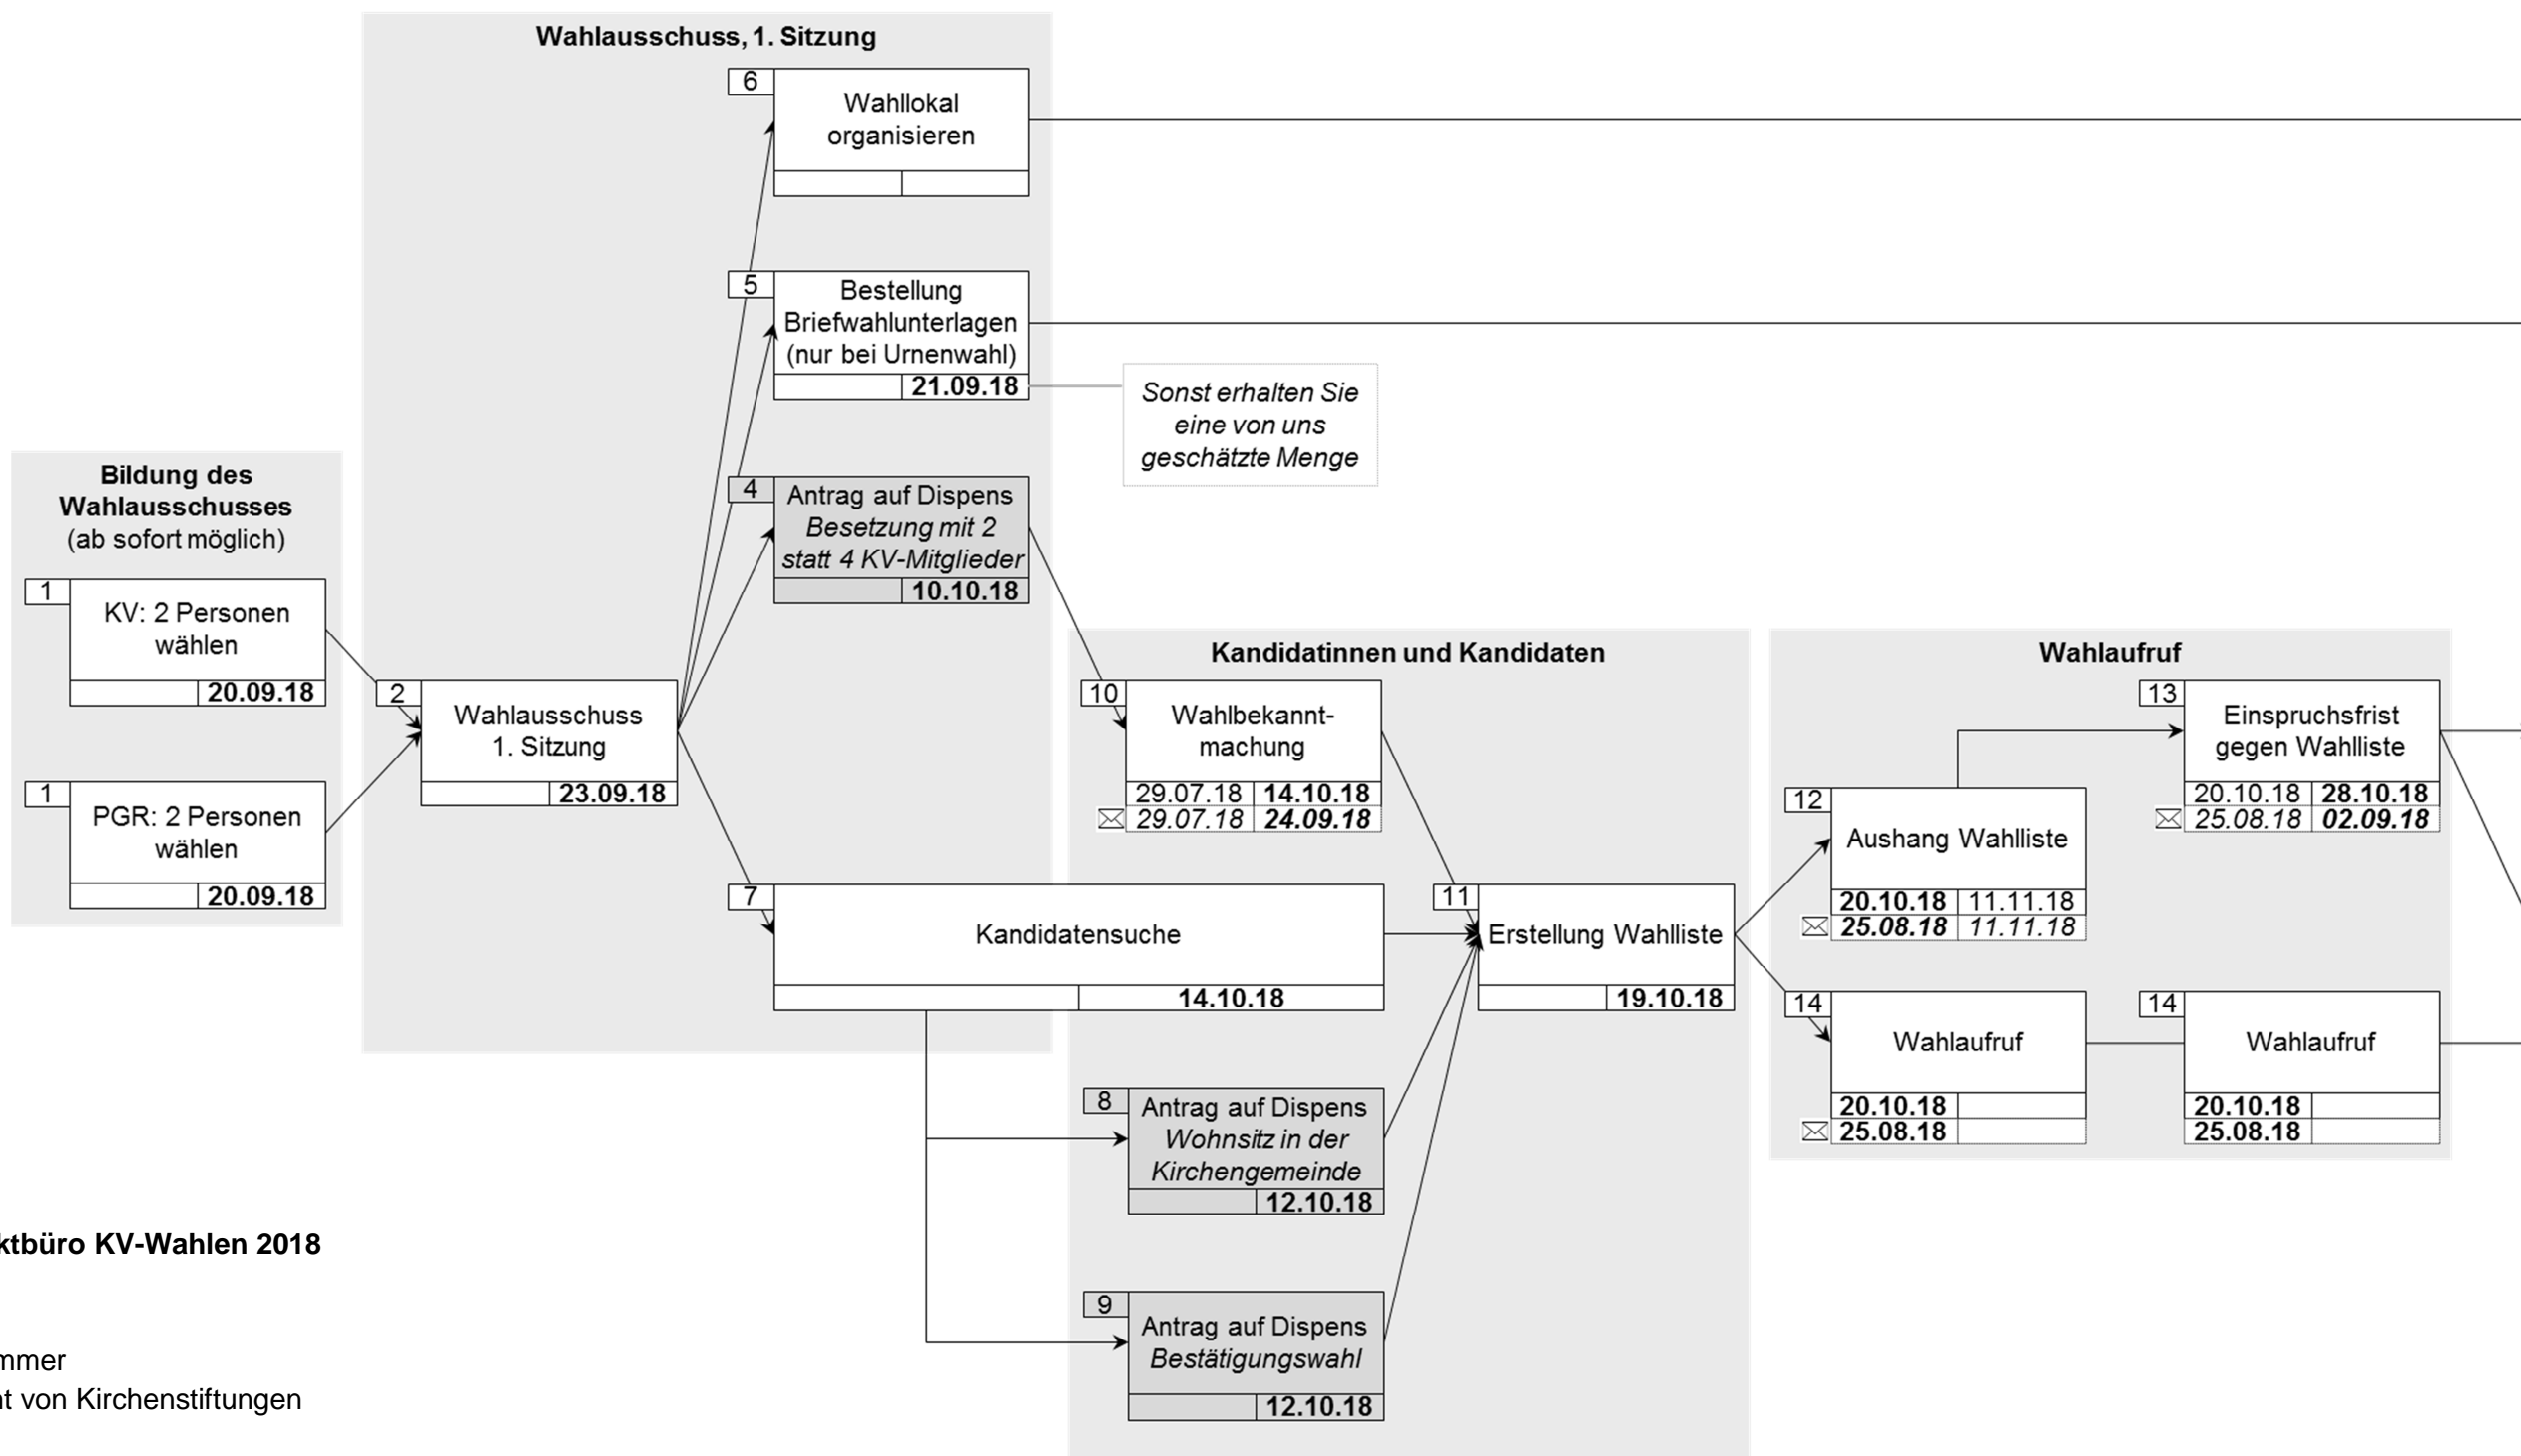 Wahlausschuss, 1. Sitzung
6
Wahllokal
organisieren
5
Bestellung
Briefwahlunterlagen
(nur bei Urnenwahl)
21.09.18
Sonst erhalten Sie
eine von uns
geschätzte Menge
4
Antrag auf Dispens
Besetzung mit 2
statt 4 KV-Mitglieder
10.10.18
Bildung des
Wahlausschusses
(ab sofort möglich)
1
KV: 2 Personen
wählen
20.09.18
1
PGR: 2 Personen
wählen
20.09.18
2
Wahlausschuss
1. Sitzung
23.09.18
7
Kandidatensuche
14.10.18
Kandidatinnen und Kandidaten
10
Wahlbekannt-
machung
29.07.18 14.10.18
29.07.18 24.09.18
11
Erstellung Wahlliste
19.10.18
8
Antrag auf Dispens
Wohnsitz in der
Kirchengemeinde
12.10.18
9
Antrag auf Dispens
Bestätigungswahl
12.10.18
Wahlaufruf
13
Einspruchsfrist
gegen Wahlliste
20.10.18 28.10.18
25.08.18 02.09.18
12
Aushang Wahlliste
20.10.18 11.11.18
25.08.18 11.11.18
14
Wahlaufruf
20.10.18
25.08.18
14
Wahlaufruf
20.10.18
25.08.18
ktbüro KV-Wahlen 2018
mmer
nt von Kirchenstiftungen